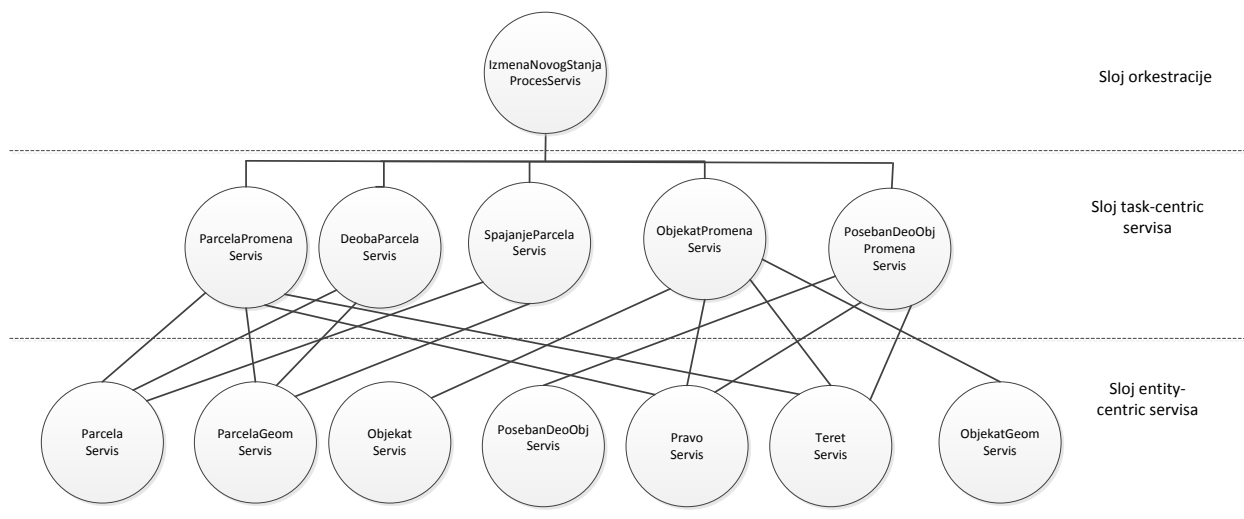 IzmenaNovogStanja
ProcesServis
Sloj orkestracije
ParcelaPromena
Servis
DeobaParcela
Servis
SpajanjeParcela
Servis
ObjekatPromena
Servis
PosebanDeoObj
Promena
Servis
Sloj task-centric
servisa
Parcela
Servis
ParcelaGeom
Servis
Objekat
Servis
PosebanDeoObj
Servis
Pravo
Servis
Teret
Servis
ObjekatGeom
Servis
Sloj entity-
centric servisa